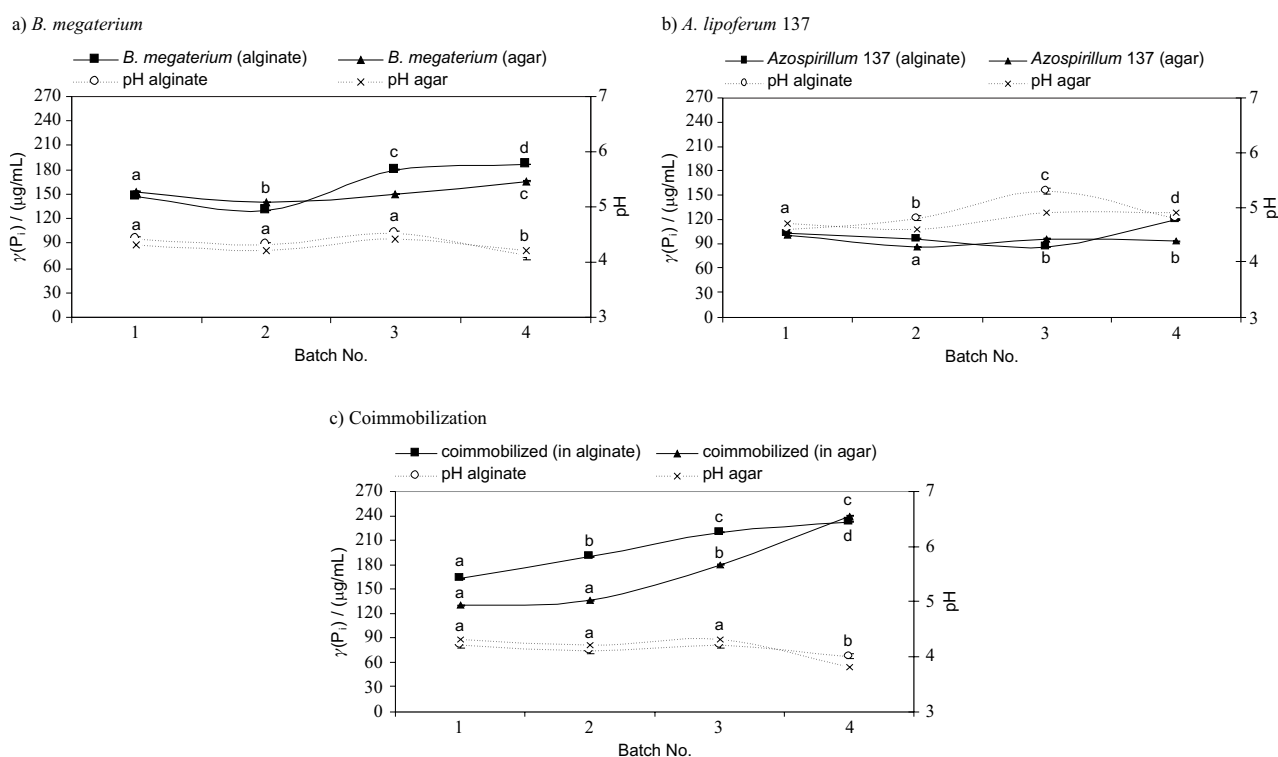 a) B. megaterium
B. megaterium (alginate) B. megaterium (agar)
pH alginate pH agar
270 7
240
210 6
180
150 5
120
90 4
60
30
0 3
γ(Pi) / (μg/mL)
pH
a b c d
c
a a a b
1 2 3 4
Batch No.
b) A. lipoferum 137
Azospirillum 137 (alginate) Azospirillum 137 (agar)
pH alginate pH agar
270 7
240
210 6
180
150 5
120
90 4
60
30
0 3
γ(Pi) / (μg/mL)
pH
a b c d
a b b
1 2 3 4
Batch No.
c) Coimmobilization
coimmobilized (in alginate) coimmobilized (in agar)
pH alginate pH agar
270 7
240
210 6
180
150 5
120
90 4
60
30
0 3
γ(Pi) / (μg/mL)
pH
a b c c
d
a a b
a a a b
1 2 3 4
Batch No.